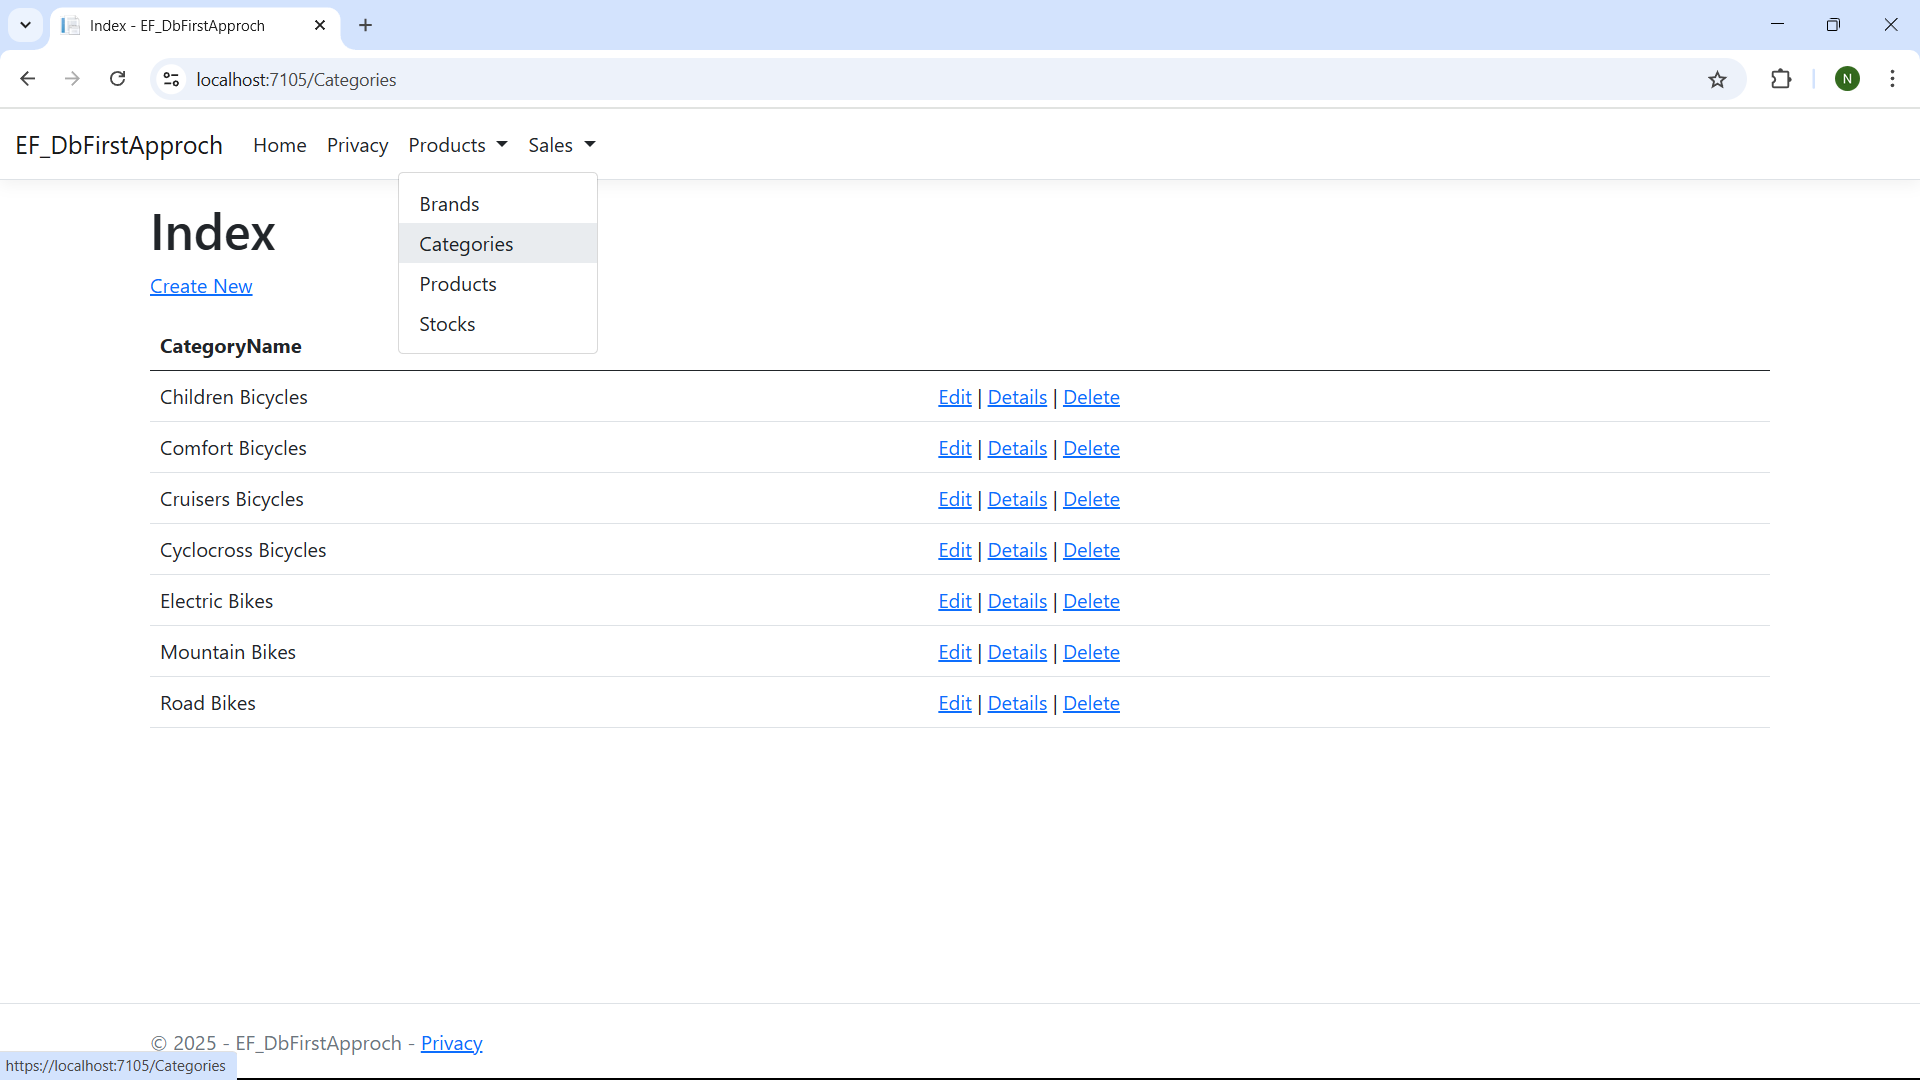 Index - EF_DbFirstApproch
localhost:7105/Categories
N
EF_DbFirstApproch Home Privacy Products Sales
Brands
Categories
Products
Stocks
Index
Create New
CategoryName
Children Bicycles Edit | Details | Delete
Comfort Bicycles Edit | Details | Delete
Cruisers Bicycles Edit | Details | Delete
Cyclocross Bicycles Edit | Details | Delete
Electric Bikes Edit | Details | Delete
Mountain Bikes Edit | Details | Delete
Road Bikes Edit | Details | Delete
© 2025 - EF_DbFirstApproch - Privacy
https://localhost:7105/Categories